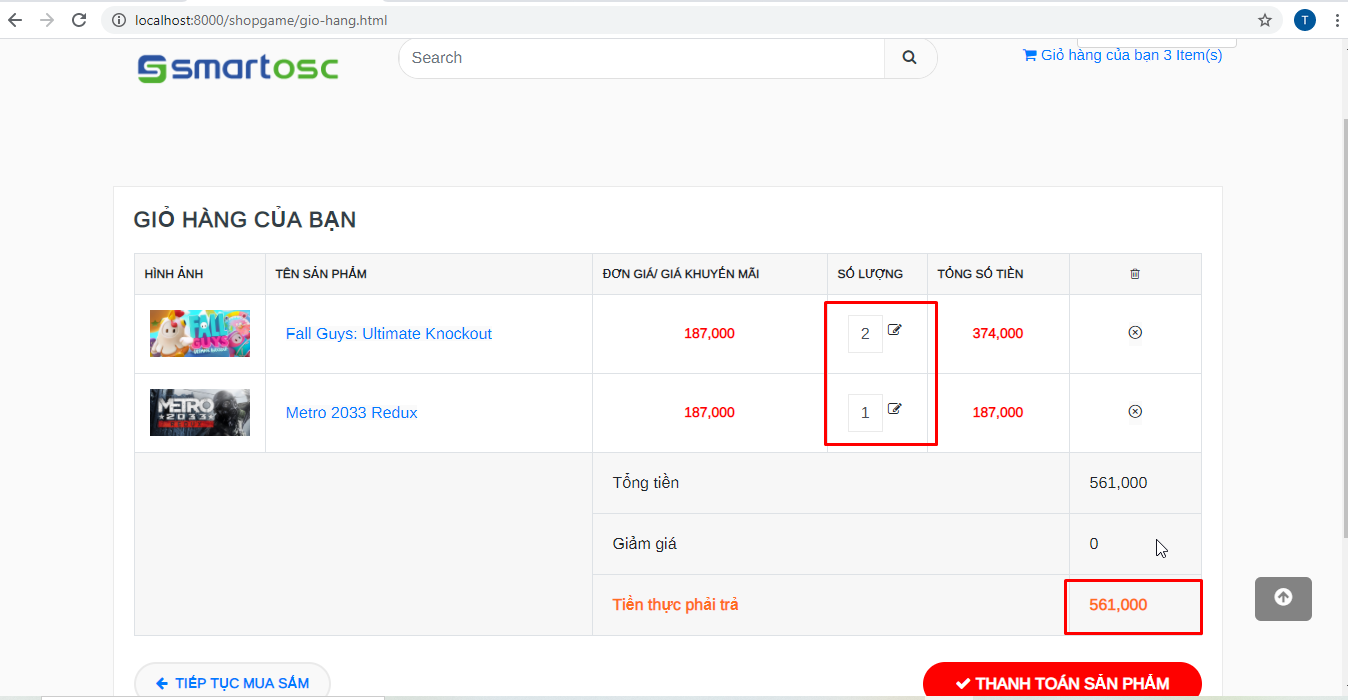 localhost:8000/shopgame/gio-hang.html
T
smartosc
Search
Giỏ hàng của bạn 3 Item(s)
GIỎ HÀNG CỦA BẠN
HÌNH ẢNH TÊN SẢN PHẨM ĐƠN GIÁ/ GIÁ KHUYẾN MÃI SỐ LƯỢNG TỔNG SỐ TIỀN
FALL GUYS
Fall Guys: Ultimate Knockout 187,000 2 374,000
METRO
2033
REDUX
Metro 2033 Redux 187,000 1 187,000
Tổng tiền 561,000
Giảm giá 0
Tiền thực phải trả 561,000
TIẾP TỤC MUA SẮM
THANH TOÁN SẢN PHẨM